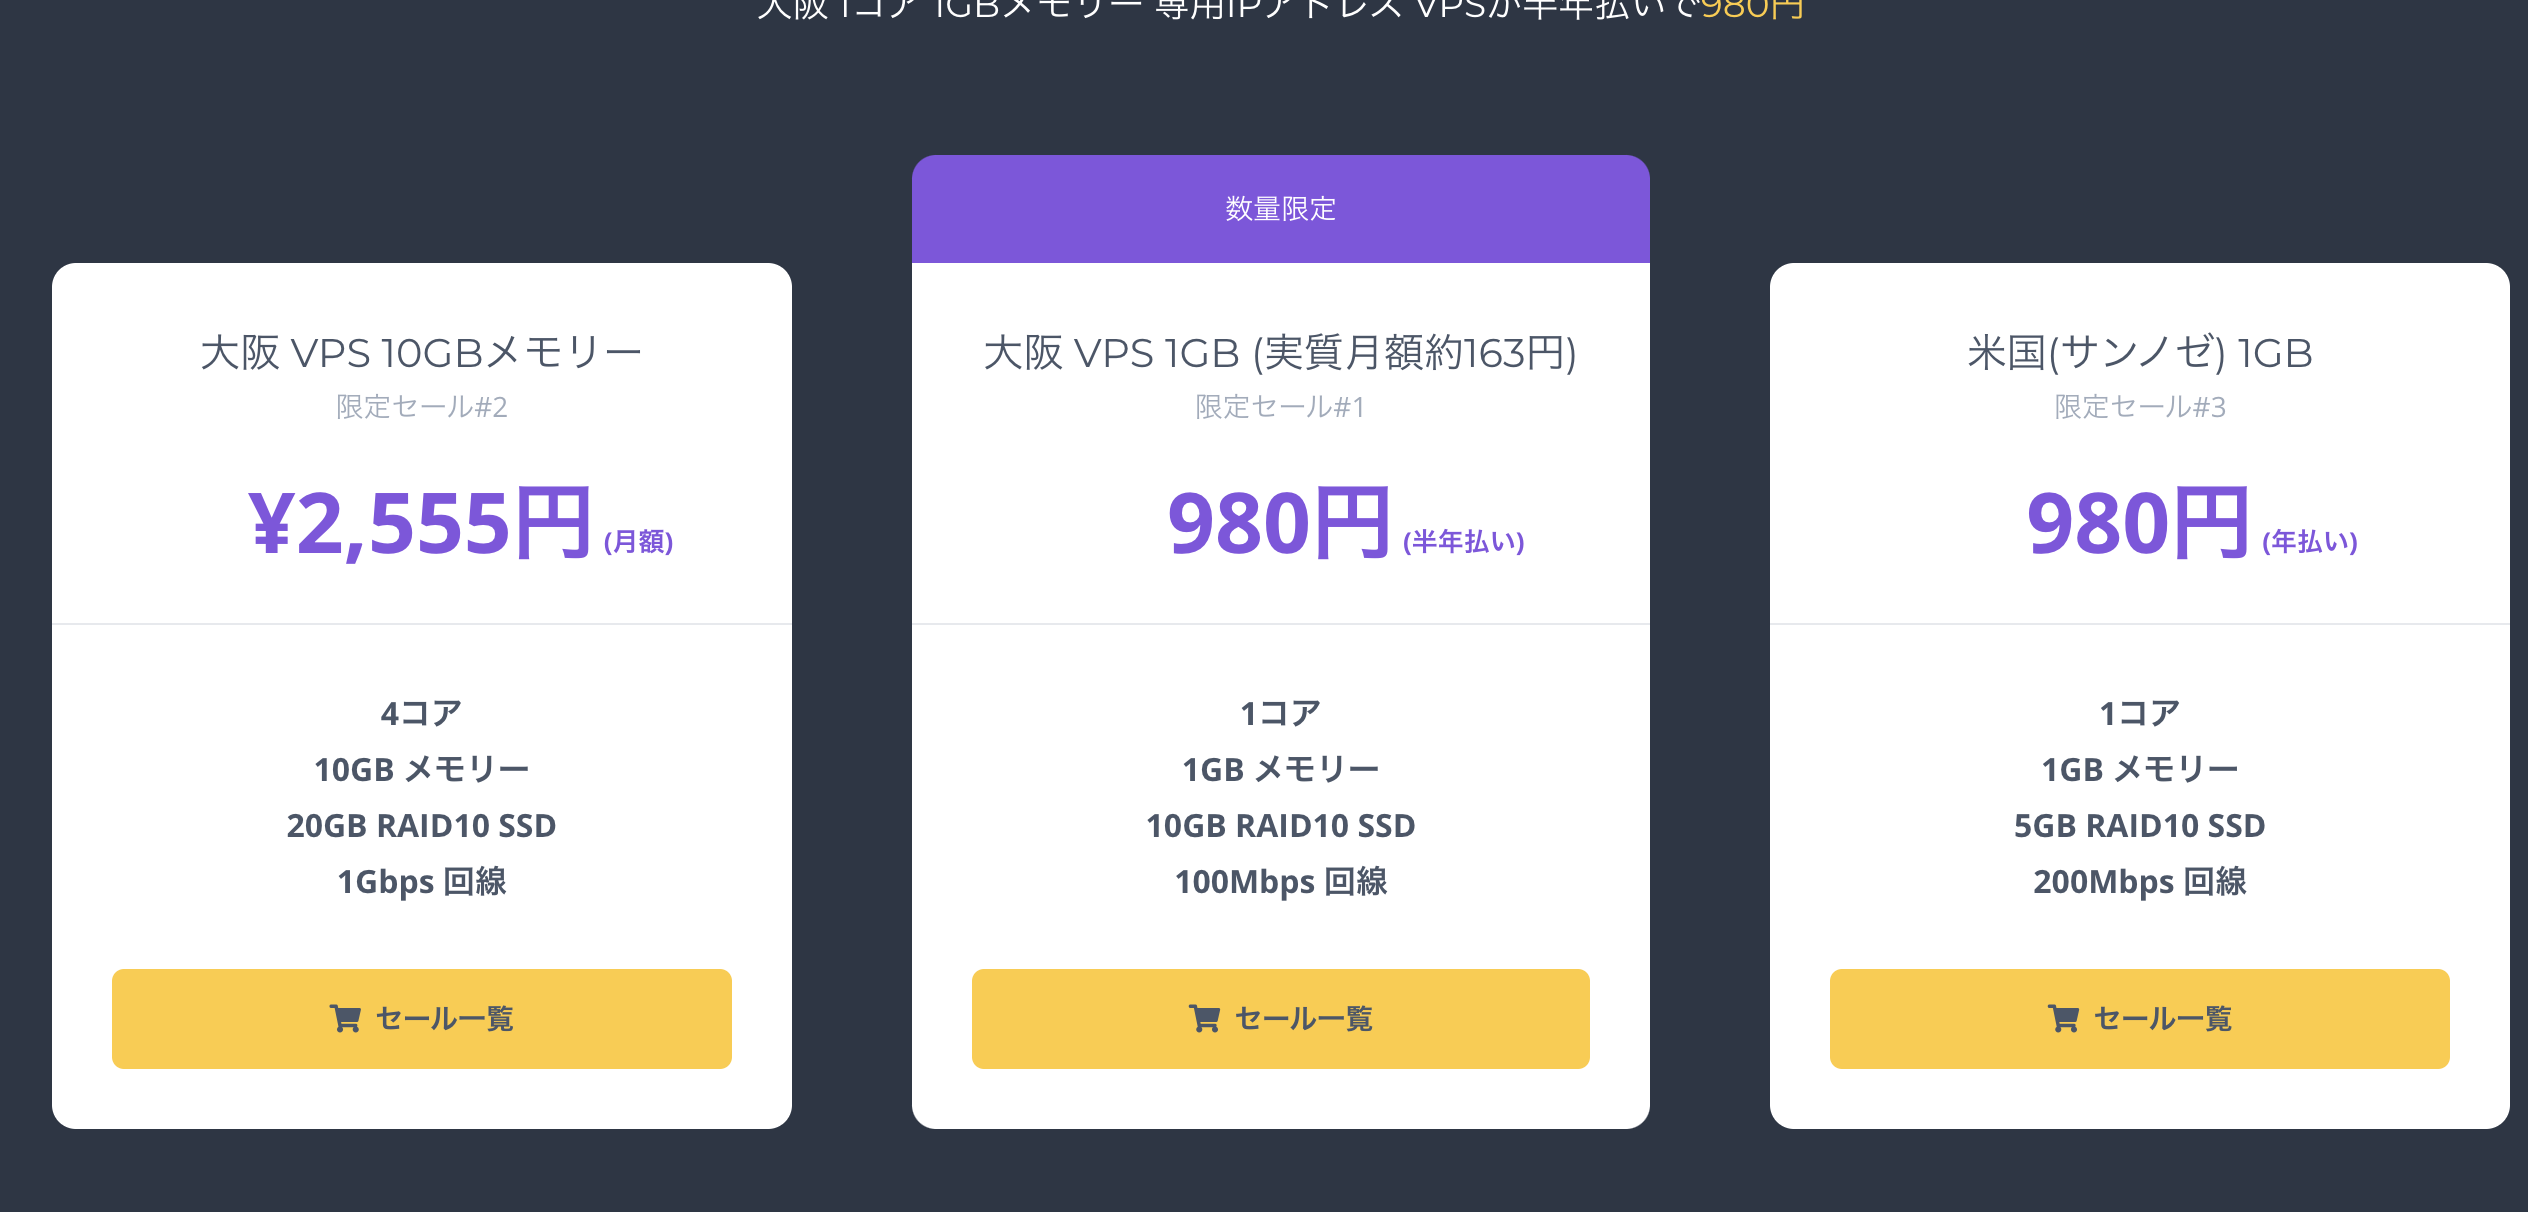 大阪 1コア 1GBメモリー 専用IPアドレス VPSが半年払いで980円
大阪 VPS 10GBメモリー
限定セール#2
¥2,555円 (月額)
4コア
10GB メモリー
20GB RAID10 SSD
1Gbps 回線
セール一覧
数量限定
大阪 VPS 1GB (実質月額約163円)
限定セール#1
980円 (半年払い)
1コア
1GB メモリー
10GB RAID10 SSD
100Mbps 回線
セール一覧
米国(サンノゼ) 1GB
限定セール#3
980円 (年払い)
1コア
1GB メモリー
5GB RAID10 SSD
200Mbps 回線
セール一覧